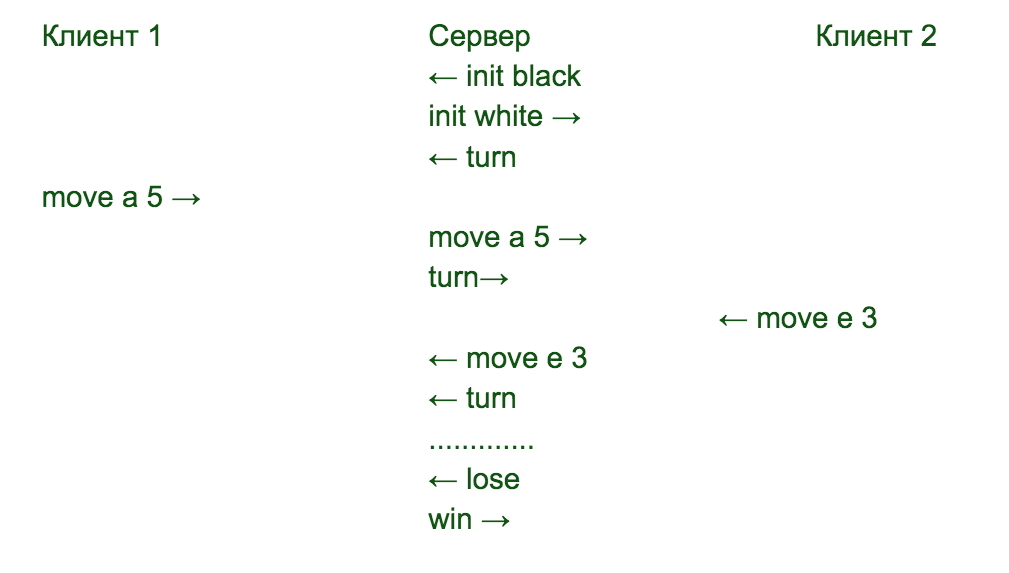 Клиент 1 Сервер Клиент 2
← init black
init white →
← turn
move a 5 →
move a 5 →
turn→
← move e 3
← move e 3
← turn
.............
← lose
win →